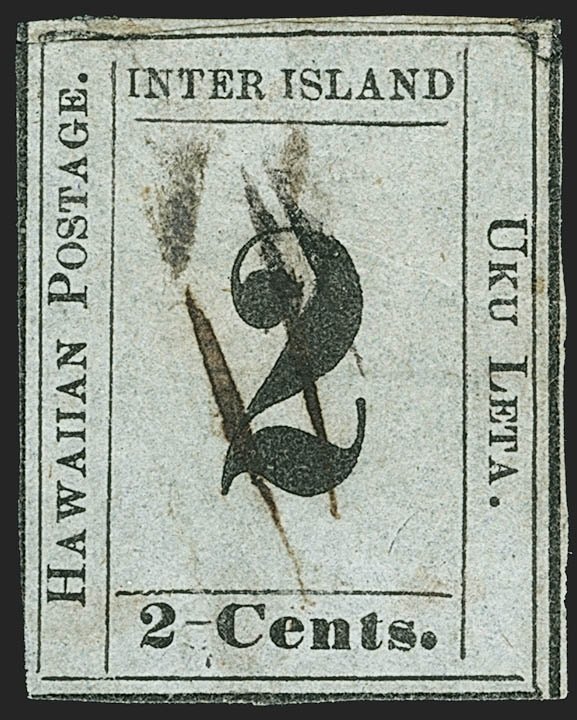 INTER ISLAND
HAWAIIAN POSTAGE.
2
UKU LETA.
2-Cents.